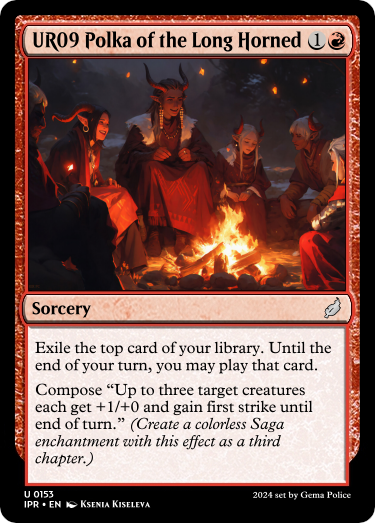 UR09 Polka of the Long Horned 1
Sorcery
Exile the top card of your library. Until the
end of your turn, you may play that card.
Compose “Up to three target creatures
each get +1/+0 and gain first strike until
end of turn.” (Create a colorless Saga
enchantment with this effect as a third
chapter.)
U 0153
IPR • EN Ksenia Kiseleva
2024 set by Gema Police